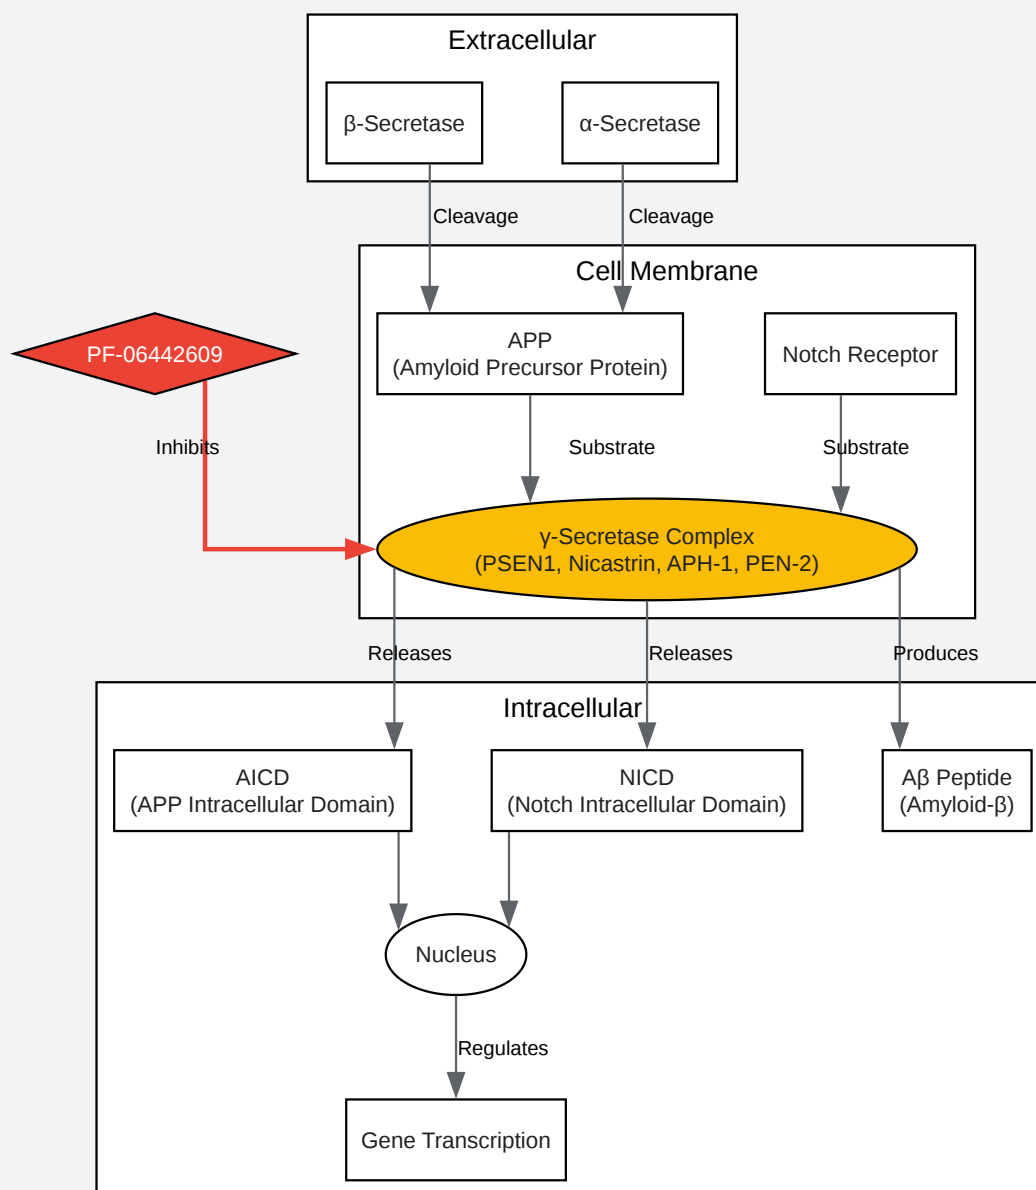 Extracellular
β-Secretase
α-Secretase
Cleavage
Cleavage
Cell Membrane
PF-06442609
APP
(Amyloid Precursor Protein)
Notch Receptor
Inhibits
Substrate
Substrate
γ-Secretase Complex
(PSEN1, Nicastrin, APH-1, PEN-2)
Releases
Releases
Produces
Intracellular
AICD
(APP Intracellular Domain)
NICD
(Notch Intracellular Domain)
Aβ Peptide
(Amyloid-β)
Nucleus
Regulates
Gene Transcription